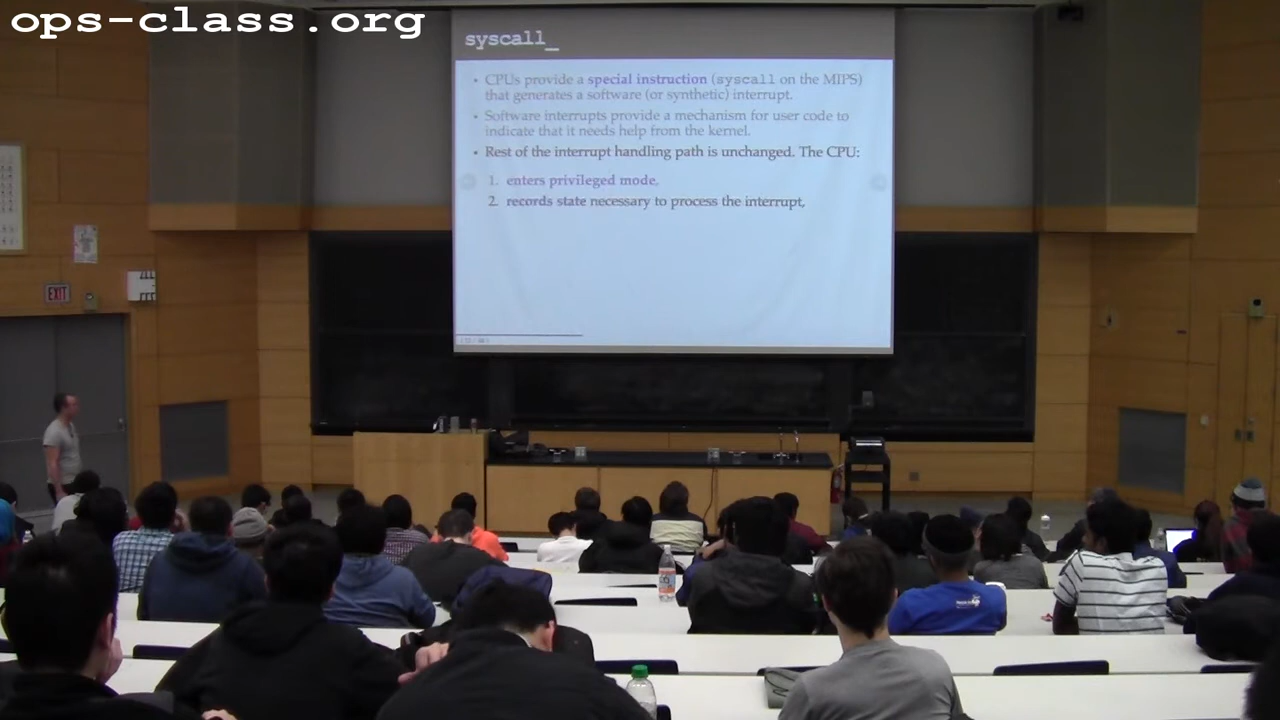 ops-class.org
syscall_
• CPUs provide a special instruction (syscall on the MIPS)
that generates a software (or synthetic) interrupt.
• Software interrupts provide a mechanism for user code to
indicate that it needs help from the kernel.
• Rest of the interrupt handling path is unchanged. The CPU:
1. enters privileged mode,
2. records state necessary to process the interrupt,
EXIT